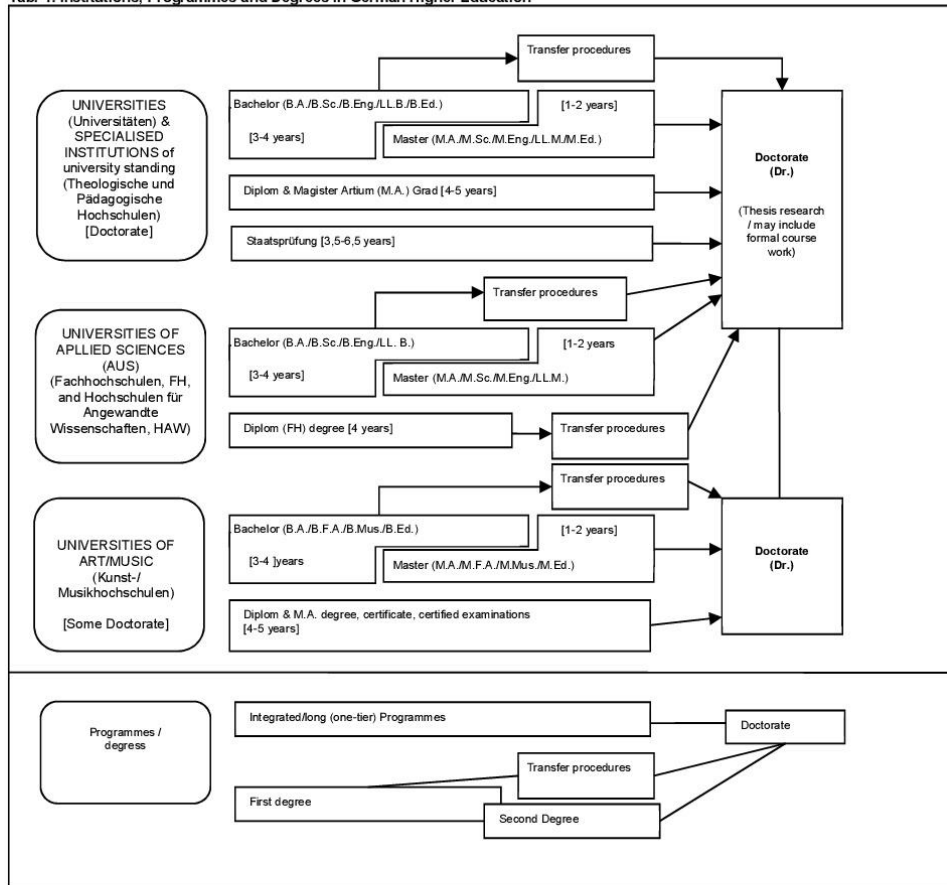 Tab. 1: Institutions, Programmes and Degrees in German Higher Education
Transfer procedures
UNIVERSITIES
(Universitäten) &
SPECIALISED
INSTITUTIONS of
university standing
(Theologische und
Pädagogische
Hochschulen)
[Doctorate]
Bachelor (B.A./B.Sc./B.Eng./LL.B./B.Ed.)
[3-4 years]
[1-2 years]
Master (M.A./M.Sc./M.Eng./LL.M./M.Ed.)
Diplom & Magister Artium (M.A.) Grad [4-5 years]
Staatsprüfung [3,5-6,5 years]
Doctorate
(Dr.)
(Thesis research
/ may include
formal course
work)
Transfer procedures
UNIVERSITIES OF
APLLIED SCIENCES
(AUS)
(Fachhochschulen, FH,
and Hochschulen für
Angewandte
Wissenschaften, HAW)
Bachelor (B.A./B.Sc/B.Eng./LL. B.)
[3-4 years]
[1-2 years
Master (M.A./M.Sc./M.Eng./LL.M.)
Diplom (FH) degree [4 years]
Transfer procedures
Transfer procedures
UNIVERSITIES OF
ART/MUSIC
(Kunst-/
Musikhochschulen)
[Some Doctorate]
Bachelor (B.A./B.F.A./B.Mus./B.Ed.)
[3-4 ]years
[1-2 years]
Master (M.A./M.F.A./M.Mus./M.Ed.)
Diplom & M.A. degree, certificate, certified examinations
[4-5 years]
Doctorate
(Dr.)
Programmes /
degress
Integrated/long (one-tier) Programmes
Doctorate
Transfer procedures
First degree
Second Degree